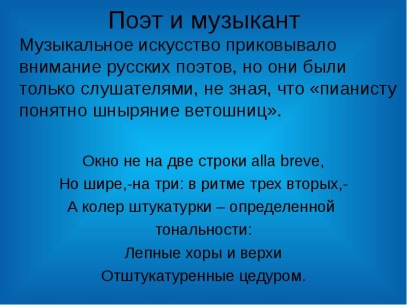 Поэт и музыкант
Музыкальное искусство приковывало
внимание русских поэтов, но они были
только слушателями, не зная, что «пианисту
понятно шныряние ветошниц».
Окно не на две строки alla breve,
Но шире,-на три: в ритме трех вторых,-
А колер штукатурки – определенной
тональности:
Лепные хоры и верхи
Отштукатуренные цедуром.